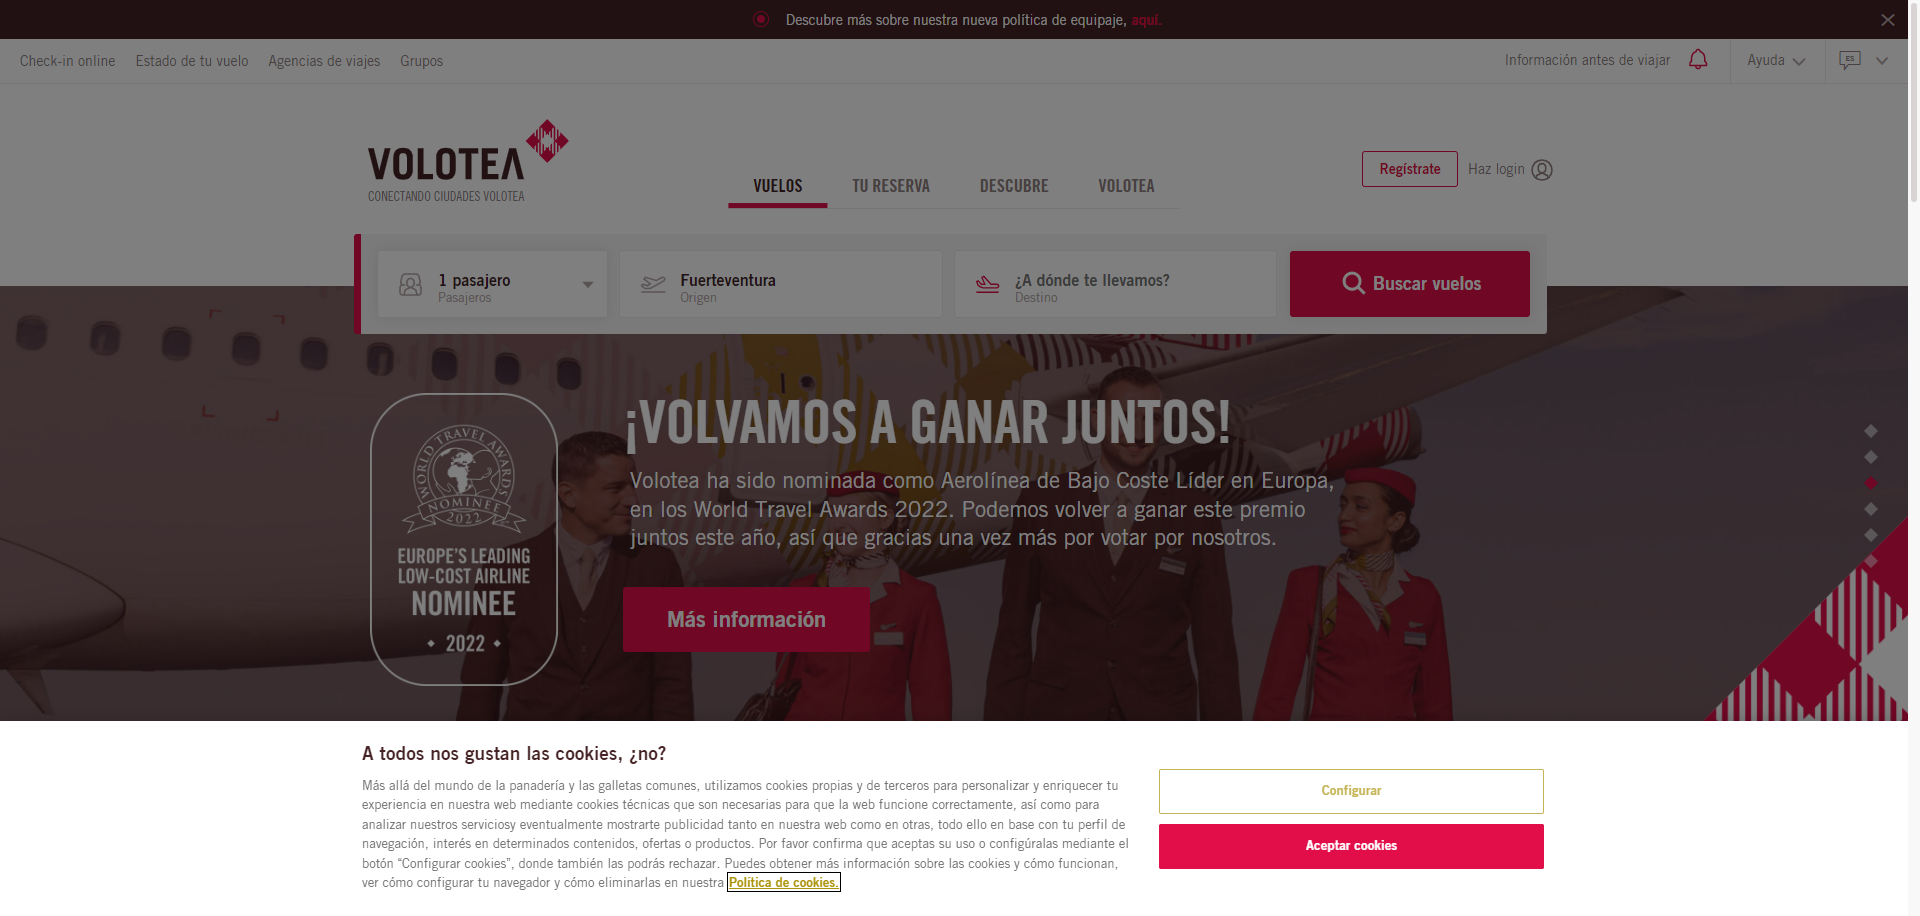 Descubre más sobre nuestra nueva política de equipaje, aquí.
Check-in online
Estado de tu vuelo
Agencias de viajes
Grupos
Información antes de viajar
Ayuda
ES
VOLOTEA
CONECTANDO CIUDADES VOLOTEA
VUELOS
TU RESERVA
DESCUBRE
VOLOTEA
Regístrate
Haz login
1 pasajero
Pasajeros
Fuerteventura
Origen
¿A dónde te llevamos?
Destino
Buscar vuelos
WORLD TRAVEL AWARDS
NOMINEE
2022
EUROPE'S LEADING
LOW-COST AIRLINE
NOMINEE
2022
¡VOLVAMOS A GANAR JUNTOS!
Volotea ha sido nominada como Aerolínea de Bajo Coste Líder en Europa,
en los World Travel Awards 2022. Podemos volver a ganar este premio
juntos este año, así que gracias una vez más por votar por nosotros.
Más información
A todos nos gustan las cookies, ¿no?
Más allá del mundo de la panadería y las galletas comunes, utilizamos cookies propias y de terceros para personalizar y enriquecer tu
experiencia en nuestra web mediante cookies técnicas que son necesarias para que la web funcione correctamente, así como para
analizar nuestros serviciosy eventualmente mostrarte publicidad tanto en nuestra web como en otras, todo ello en base con tu perfil de
navegación, interés en determinados contenidos, ofertas o productos. Por favor confirma que aceptas su uso o configúralas mediante el
botón “Configurar cookies”, donde también las podrás rechazar. Puedes obtener más información sobre las cookies y cómo funcionan,
ver cómo configurar tu navegador y cómo eliminarlas en nuestra Política de cookies.
Configurar
Aceptar cookies